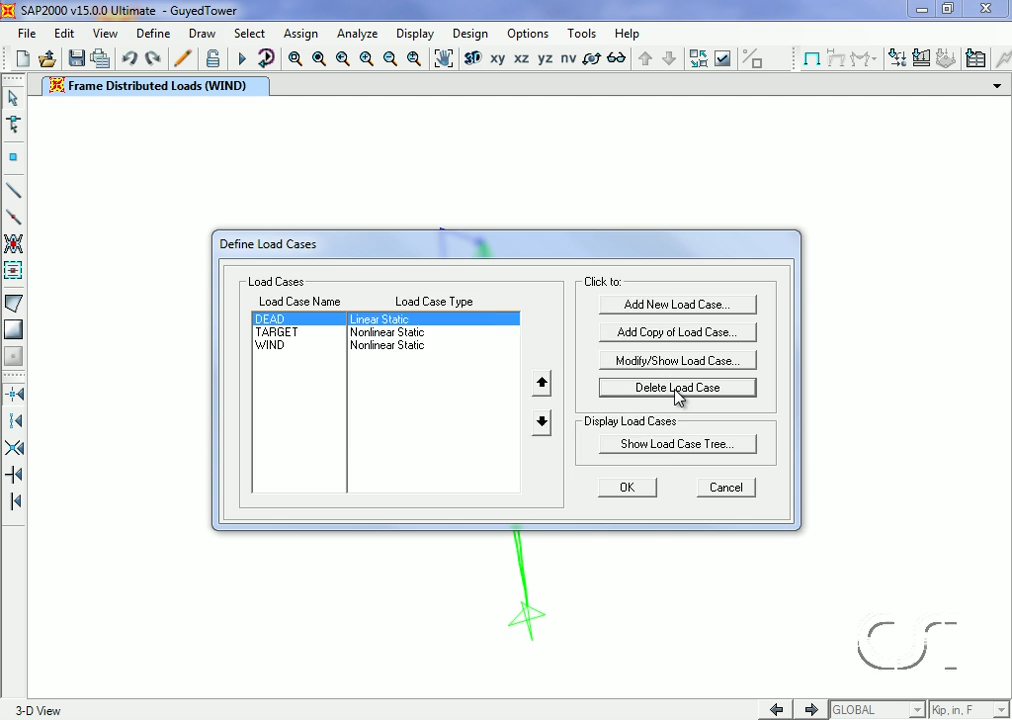 SAP2000 v15.0.0 Ultimate - GuyedTower
File Edit View Define Draw Select Assign Analyze Display Design Options Tools Help
3D xy xz yz nv
Frame Distributed Loads (WIND)
Define Load Cases
Load Cases
Load Case Name Load Case Type
DEAD Linear Static
TARGET Nonlinear Static
WIND Nonlinear Static
Click to:
Add New Load Case...
Add Copy of Load Case...
Modify/Show Load Case...
Delete Load Case
Display Load Cases
Show Load Case Tree...
OK Cancel
CSI
3-D View GLOBAL Kip, in, F